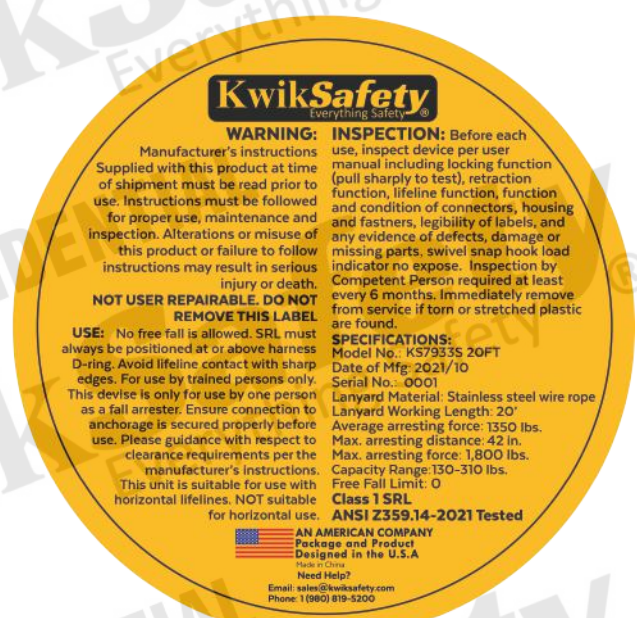 KwikSafety®
Everything Safety
WARNING:
Manufacturer's instructions
Supplied with this product at time
of shipment must be read prior to
use. Instructions must be followed
for proper use, maintenance and
inspection. Alterations or misuse of
this product or failure to follow
instructions may result in serious
injury or death.
NOT USER REPAIRABLE. DO NOT
REMOVE THIS LABEL
USE: No free fall is allowed. SRL must
always be positioned at or above harness
D-ring. Avoid lifeline contact with sharp
edges. For use by trained persons only.
This devise is only for use by one person
as a fall arrester. Ensure connection to
anchorage is secured properly before
use. Please guidance with respect to
clearance requirements per the
manufacturer's instructions.
This unit is suitable for use with
horizontal lifelines. NOT suitable
for horizontal use.
INSPECTION: Before each
use, inspect device per user
manual including locking function
(pull sharply to test), retraction
function, lifeline function, function
and condition of connectors, housing
and fastners, legibility of labels, and
any evidence of defects, damage or
missing parts, swivel snap hook load
indicator no expose. Inspection by
Competent Person required at least
every 6 months. Immediately remove
from service if torn or stretched plastic
are found.
SPECIFICATIONS:
Model No.: KS7933S 20FT
Date of Mfg: 2021/10
Serial No.: 0001
Lanyard Material: Stainless steel wire rope
Lanyard Working Length: 20'
Average arresting force: 1350 lbs.
Max. arresting distance: 42 in.
Max. arresting force: 1,800 lbs.
Capacity Range: 130-310 lbs.
Free Fall Limit: 0
Class 1 SRL
ANSI Z359.14-2021 Tested
AN AMERICAN COMPANY
Package and Product
Designed in the U.S.A
Made in China
Need Help?
Email: sales@kwiksafety.com
Phone: 1 (980) 819-5200